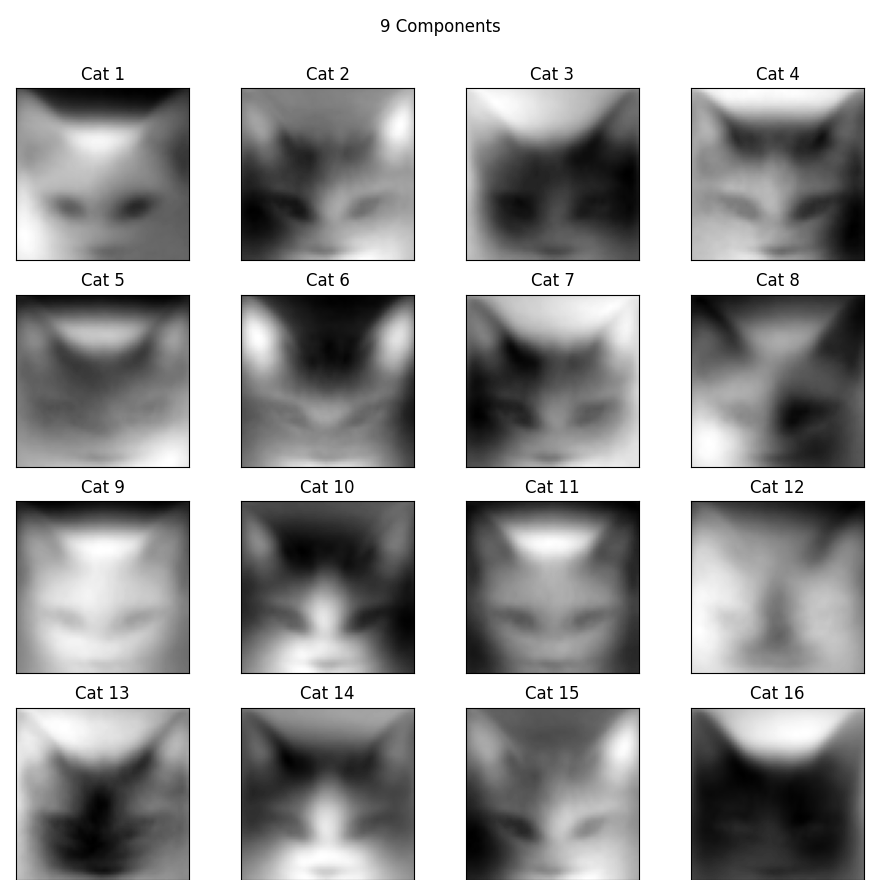 9 Components
Cat 1
Cat 2
Cat 3
Cat 4
Cat 5
Cat 6
Cat 7
Cat 8
Cat 9
Cat 10
Cat 11
Cat 12
Cat 13
Cat 14
Cat 15
Cat 16